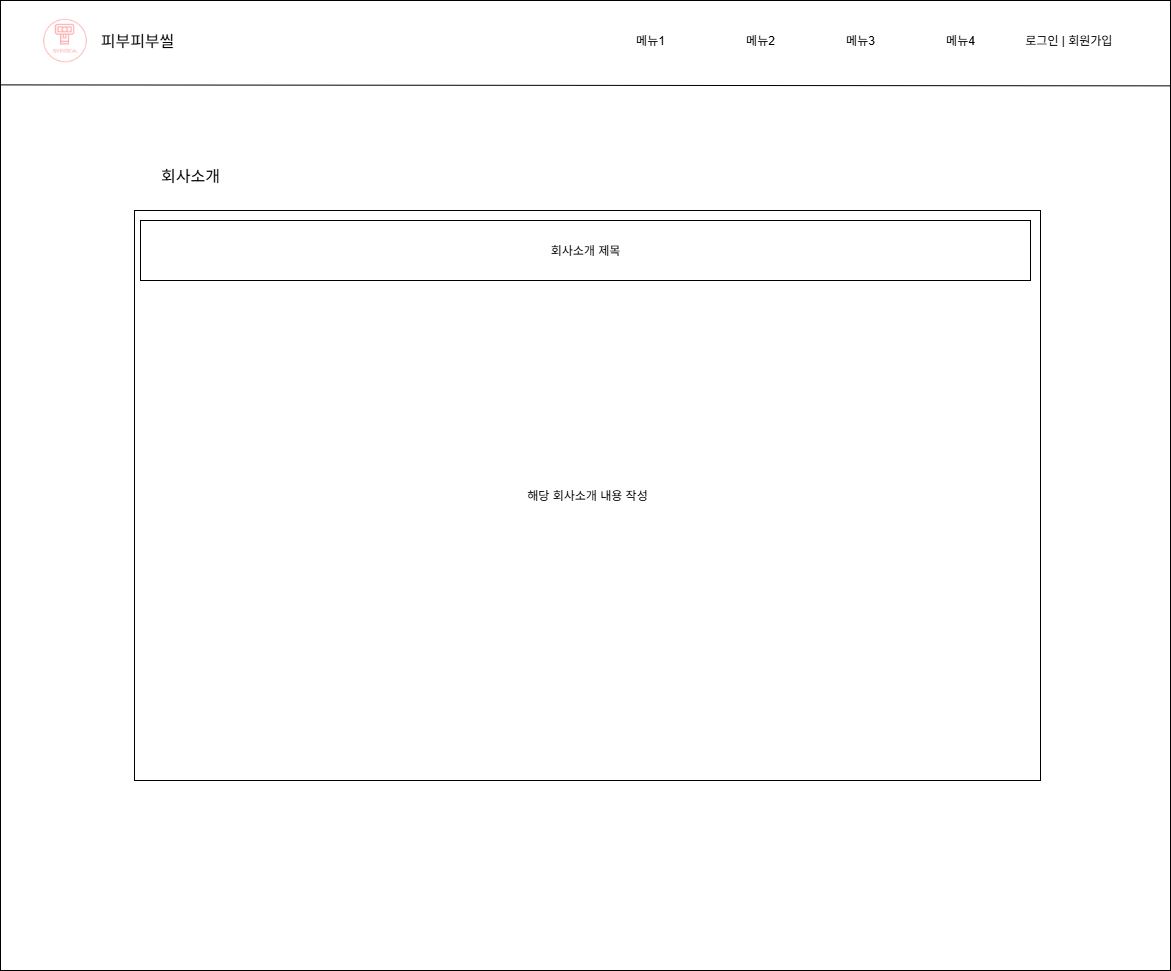 피부피부씰
메뉴1 메뉴2 메뉴3 메뉴4 로그인 | 회원가입
회사소개
회사소개 제목
해당 회사소개 내용 작성